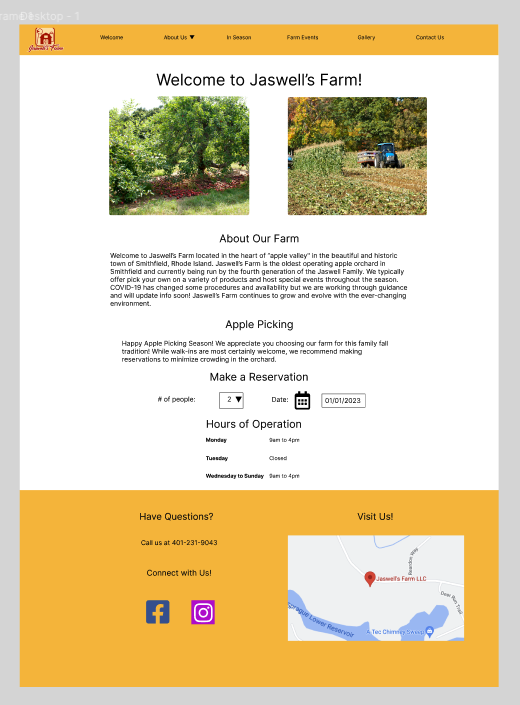 Desktop - 1
Jaswell's Farm
Welcome
About Us ▼
In Season
Farm Events
Gallery
Contact Us
Welcome to Jaswell's Farm!
About Our Farm
Welcome to Jaswell's Farm located in the heart of "apple valley" in the beautiful and historic
town of Smithfield, Rhode Island. Jaswell's Farm is the oldest operating apple orchard in
Smithfield and currently being run by the fourth generation of the Jaswell Family. We typically
offer pick your own on a variety of products and host special events throughout the season.
COVID-19 has changed some procedures and availability but we are working through guidance
and will update info soon! Jaswell's Farm continues to grow and evolve with the ever-changing
environment.
Apple Picking
Happy Apple Picking Season! We appreciate you choosing our farm for this family fall
tradition! While walk-ins are most certainly welcome, we recommend making
reservations to minimize crowding in the orchard.
Make a Reservation
# of people:
2 ▼
Date:
01/01/2023
Hours of Operation
Monday 9am to 4pm
Tuesday Closed
Wednesday to Sunday 9am to 4pm
Have Questions?
Call us at 401-231-9043
Connect with Us!
Visit Us!
Brandon Way
Jaswell's Farm LLC
Deer Run Trail
Sprague Lower Reservoir
A Tec Chimney Sweep